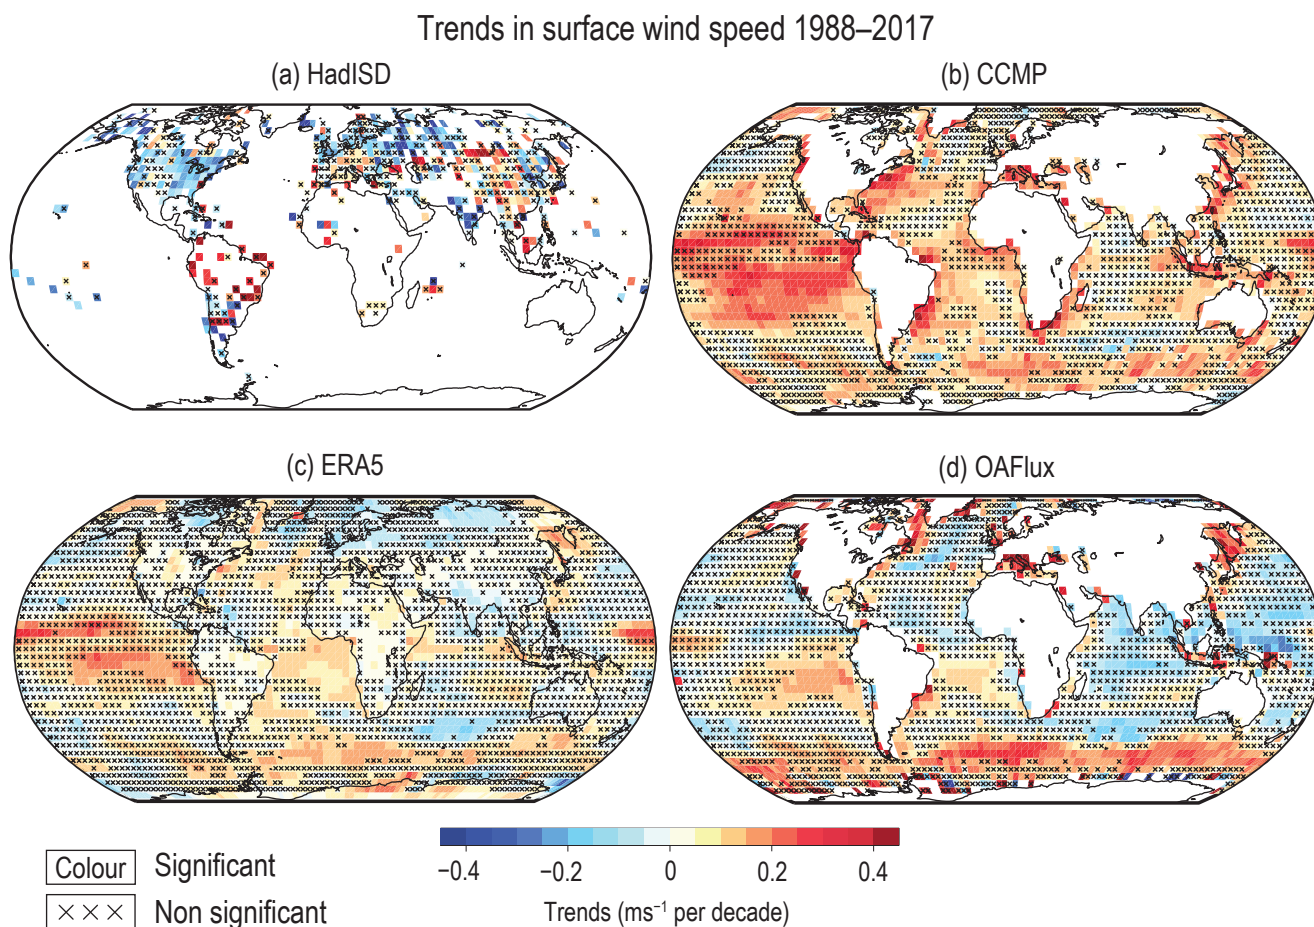 Trends in surface wind speed 1988–2017
(a) HadISD
(b) CCMP
(c) ERA5
(d) OAFlux
−0.4 −0.2 0 0.2 0.4
Trends (ms⁻¹ per decade)
Colour Significant
××× Non significant